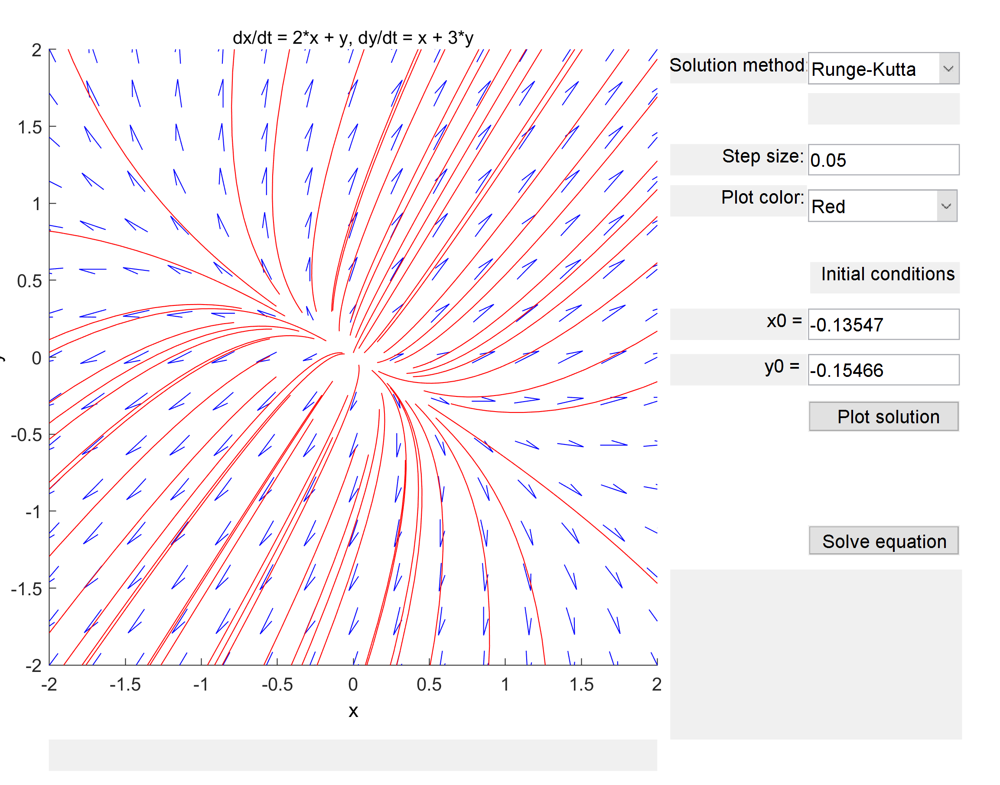 dx/dt = 2*x + y, dy/dt = x + 3*y
2
1.5
1
0.5
0
-0.5
-1
-1.5
-2
-2 -1.5 -1 -0.5 0 0.5 1 1.5 2
x
Solution method: Runge-Kutta
Step size: 0.05
Plot color: Red
Initial conditions
x0 = -0.13547
y0 = -0.15466
Plot solution
Solve equation